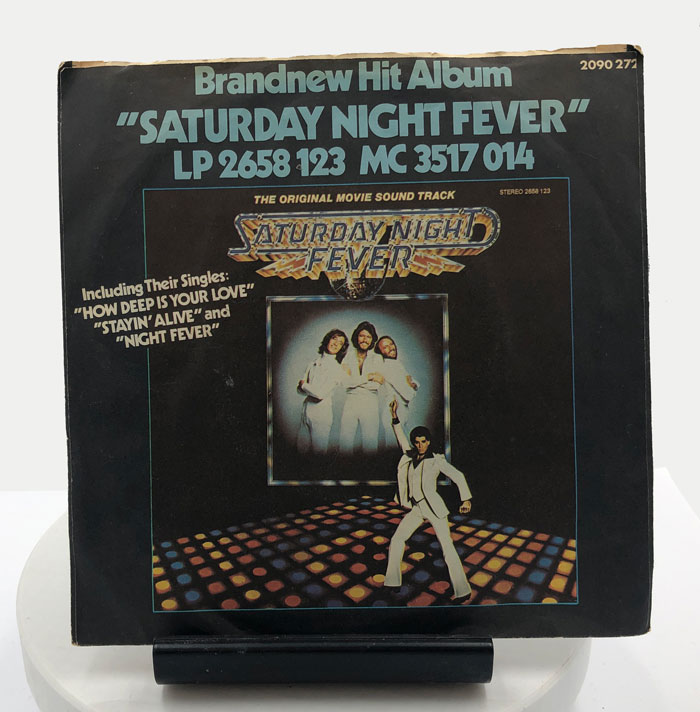 2090 272
Brandnew Hit Album
"SATURDAY NIGHT FEVER"
LP 2658 123 MC 3517 014
THE ORIGINAL MOVIE SOUND TRACK
STEREO 2658 123
SATURDAY NIGHT
FEVER
Including Their Singles:
"HOW DEEP IS YOUR LOVE"
"STAYIN' ALIVE" and
"NIGHT FEVER"